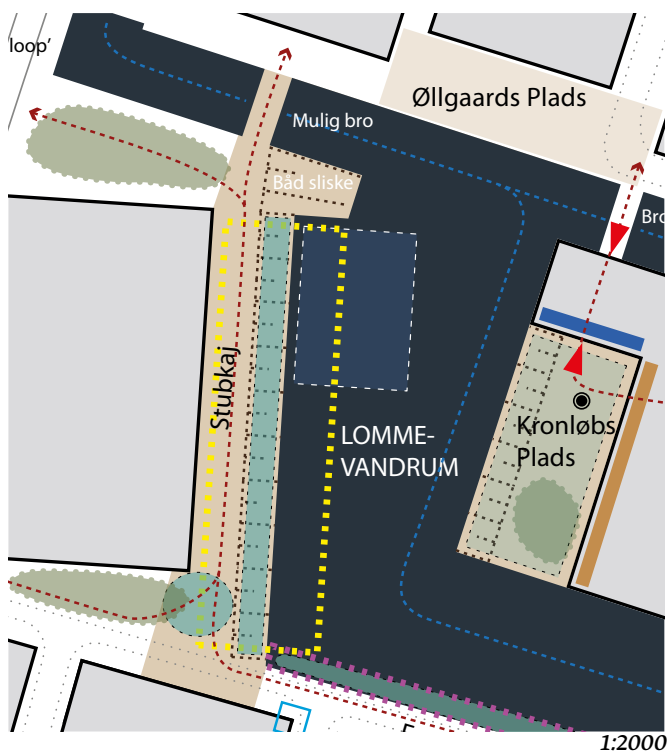 loop'
Øllgaards Plads
Mulig bro
Båd sliske
Bro
Stubkaj
Kronløbs
Plads
LOMME-
VANDRUM
1:2000